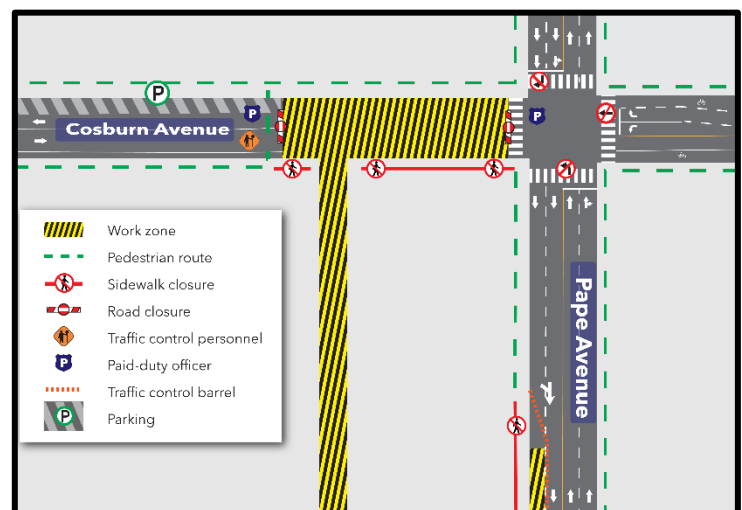 P
P
Cosburn Avenue
P
Work zone
Pedestrian route
Sidewalk closure
Road closure
Traffic control personnel
P
Paid-duty officer
Traffic control barrel
P
Parking
Pape Avenue